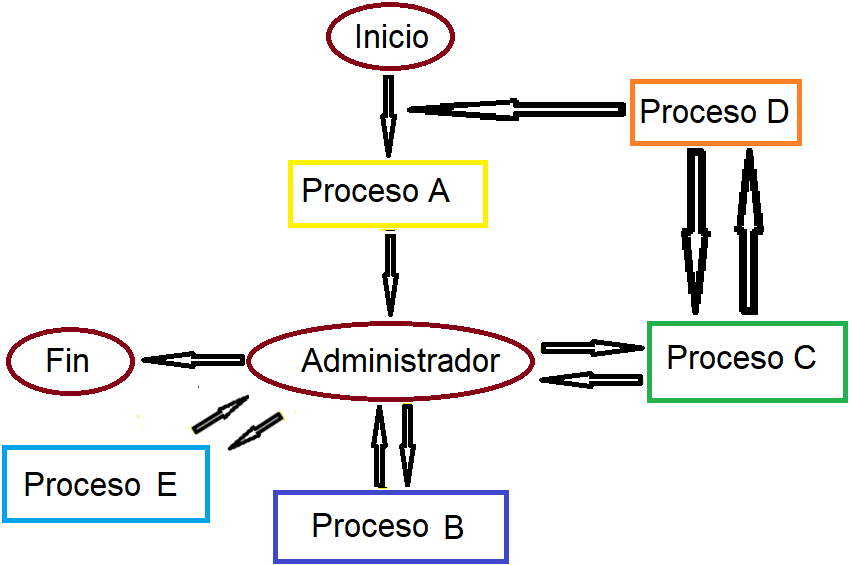 Inicio
Proceso D
Proceso A
Fin
Administrador
Proceso C
Proceso E
Proceso B